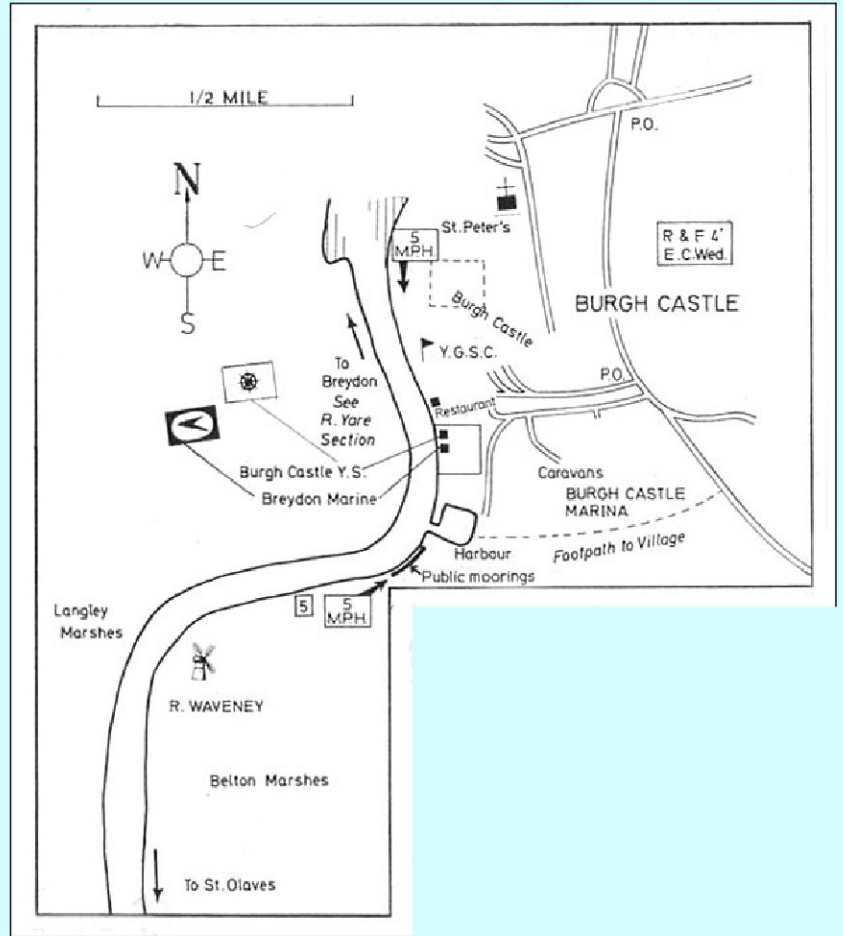 1/2 MILE
P.O.
N
W E
S
St. Peter's
5
M.P.H.
R & F 4'
E.C. Wed.
Burgh Castle
BURGH CASTLE
Y.G.S.C.
To
Breydon
See
R. Yare
Section
P.O.
Restaurant
Burgh Castle Y.S.
Breydon Marine
Caravans
BURGH CASTLE
MARINA
Harbour
Footpath to Village
Public moorings
5
5
M.P.H.
Langley
Marshes
R. WAVENEY
Belton Marshes
To St. Olaves